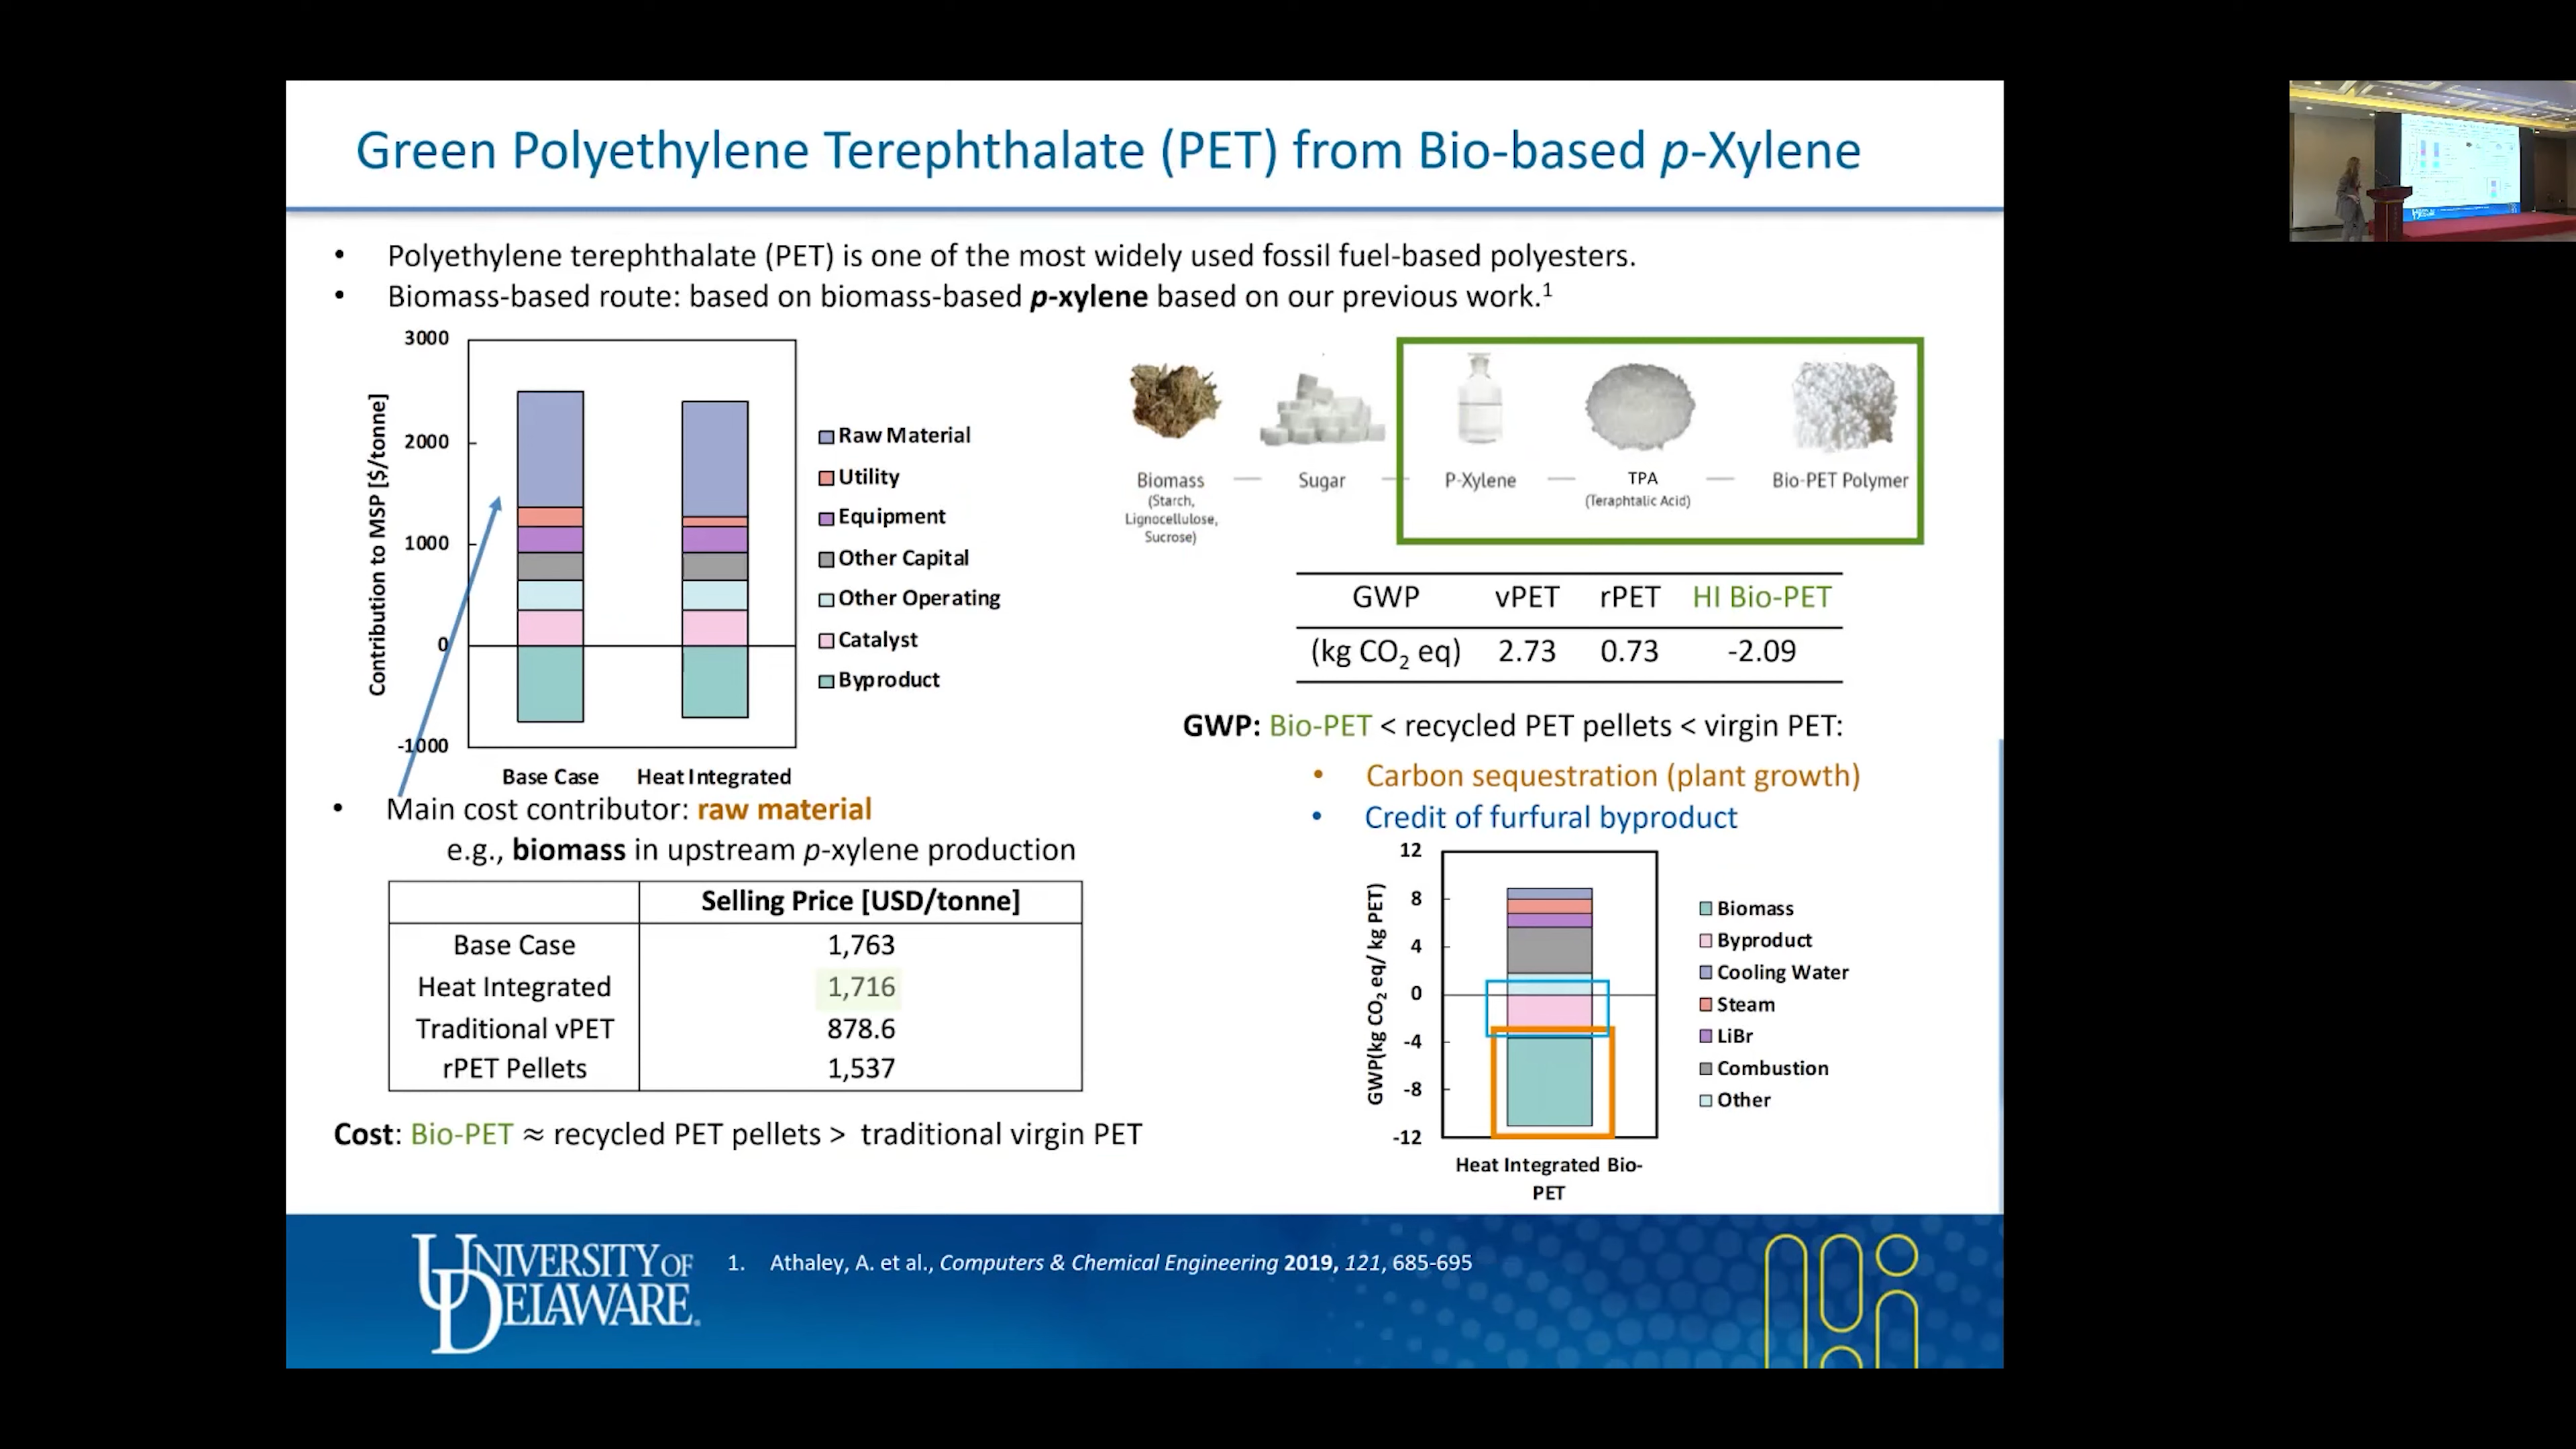 Green Polyethylene Terephthalate (PET) from Bio-based p-Xylene
• Polyethylene terephthalate (PET) is one of the most widely used fossil fuel-based polyesters.
• Biomass-based route: based on biomass-based p-xylene based on our previous work.1
Contribution to MSP [$/tonne]
3000
2000
1000
0
-1000
Base Case
Heat Integrated
Raw Material
Utility
Equipment
Other Capital
Other Operating
Catalyst
Byproduct
Biomass
(Starch,
Lignocellulose,
Sucrose)
Sugar
P-Xylene
TPA
(Teraphtalic Acid)
Bio-PET Polymer
GWP vPET rPET HI Bio-PET
(kg CO2 eq) 2.73 0.73 -2.09
GWP: Bio-PET < recycled PET pellets < virgin PET:
• Carbon sequestration (plant growth)
• Credit of furfural byproduct
• Main cost contributor: raw material
e.g., biomass in upstream p-xylene production
Selling Price [USD/tonne]
Base Case 1,763
Heat Integrated 1,716
Traditional vPET 878.6
rPET Pellets 1,537
Cost: Bio-PET ≈ recycled PET pellets > traditional virgin PET
GWP(kg CO2 eq/ kg PET)
12
8
4
0
-4
-8
-12
Heat Integrated Bio-
PET
Biomass
Byproduct
Cooling Water
Steam
LiBr
Combustion
Other
UNIVERSITY OF
DELAWARE.
1. Athaley, A. et al., Computers & Chemical Engineering 2019, 121, 685-695